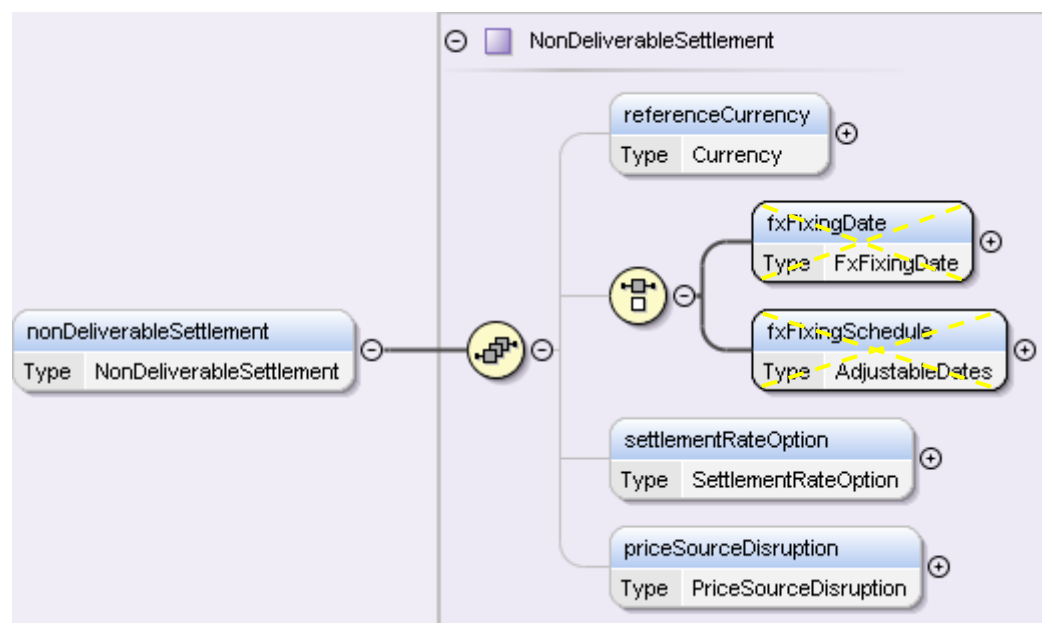 NonDeliverableSettlement
referenceCurrency
Type Currency
fxFixingDate
Type FxFixingDate
nonDeliverableSettlement
Type NonDeliverableSettlement
fxFixingSchedule
Type AdjustableDates
settlementRateOption
Type SettlementRateOption
priceSourceDisruption
Type PriceSourceDisruption